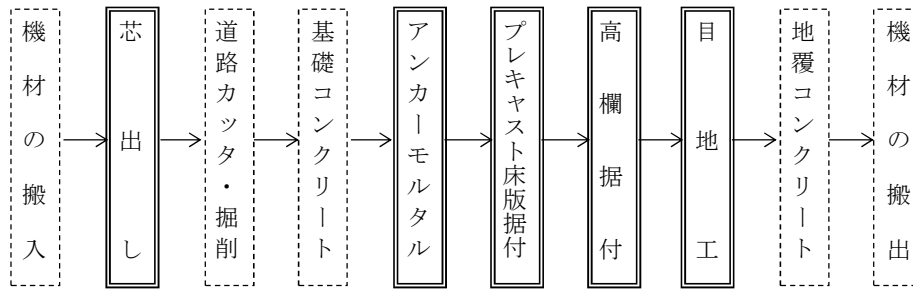 機材の搬入
芯出し
道路カッタ・掘削
基礎コンクリート
アンカーモルタル
プレキャスト床版据付
高欄据付
目地工
地覆コンクリート
機材の搬出